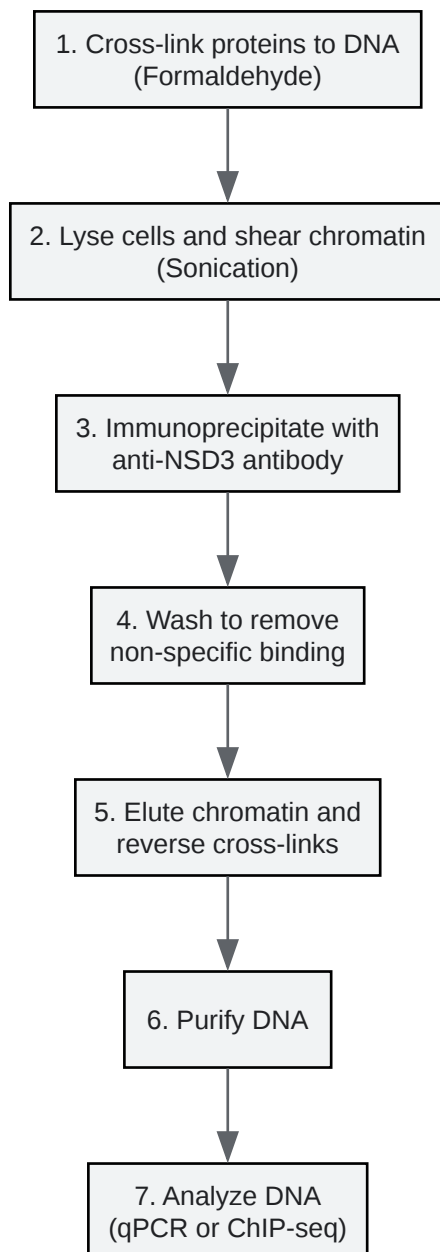 1. Cross-link proteins to DNA
(Formaldehyde)
2. Lyse cells and shear chromatin
(Sonication)
3. Immunoprecipitate with
anti-NSD3 antibody
4. Wash to remove
non-specific binding
5. Elute chromatin and
reverse cross-links
6. Purify DNA
7. Analyze DNA
(qPCR or ChIP-seq)